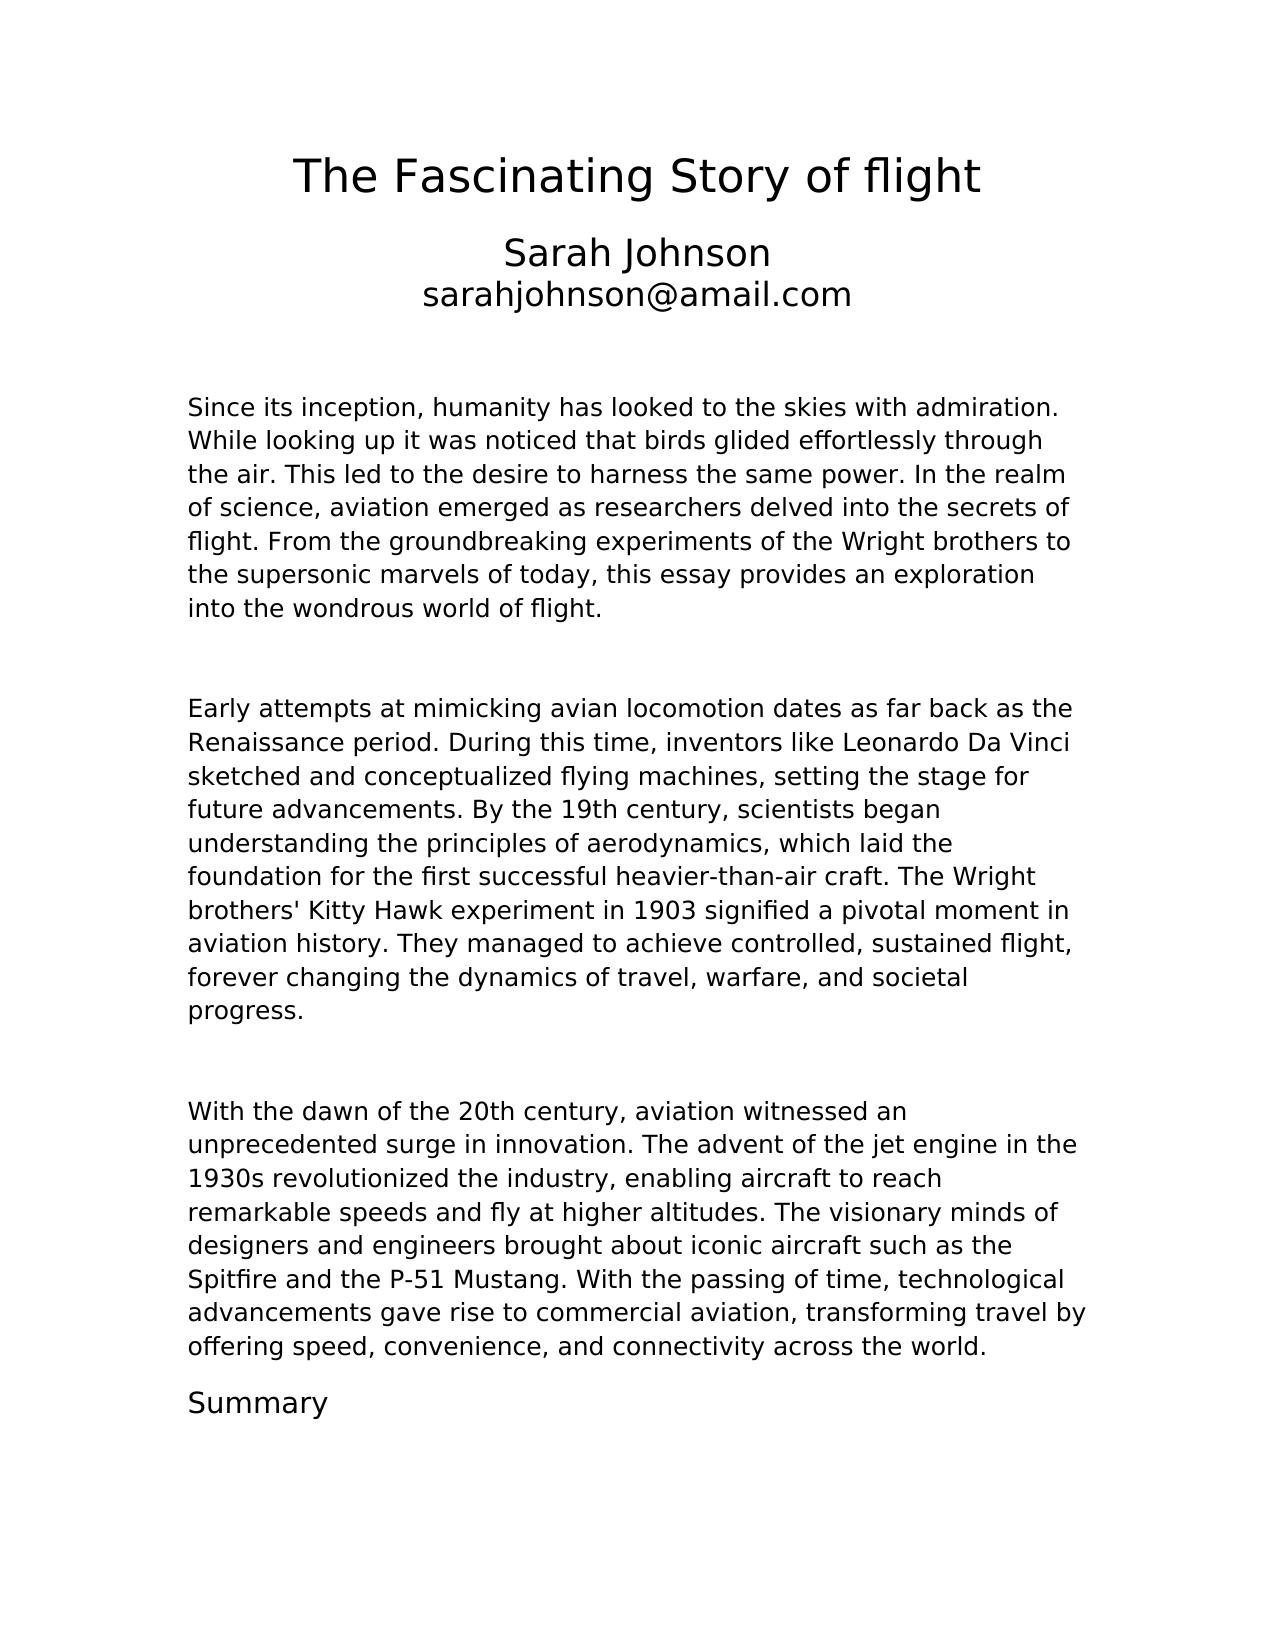 The Fascinating Story of flight
Sarah Johnson
sarahjohnson@amail.com
Since its inception, humanity has looked to the skies with admiration.
While looking up it was noticed that birds glided effortlessly through
the air. This led to the desire to harness the same power. In the realm
of science, aviation emerged as researchers delved into the secrets of
flight. From the groundbreaking experiments of the Wright brothers to
the supersonic marvels of today, this essay provides an exploration
into the wondrous world of flight.
Early attempts at mimicking avian locomotion dates as far back as the
Renaissance period. During this time, inventors like Leonardo Da Vinci
sketched and conceptualized flying machines, setting the stage for
future advancements. By the 19th century, scientists began
understanding the principles of aerodynamics, which laid the
foundation for the first successful heavier-than-air craft. The Wright
brothers' Kitty Hawk experiment in 1903 signified a pivotal moment in
aviation history. They managed to achieve controlled, sustained flight,
forever changing the dynamics of travel, warfare, and societal
progress.
With the dawn of the 20th century, aviation witnessed an
unprecedented surge in innovation. The advent of the jet engine in the
1930s revolutionized the industry, enabling aircraft to reach
remarkable speeds and fly at higher altitudes. The visionary minds of
designers and engineers brought about iconic aircraft such as the
Spitfire and the P-51 Mustang. With the passing of time, technological
advancements gave rise to commercial aviation, transforming travel by
offering speed, convenience, and connectivity across the world.
Summary